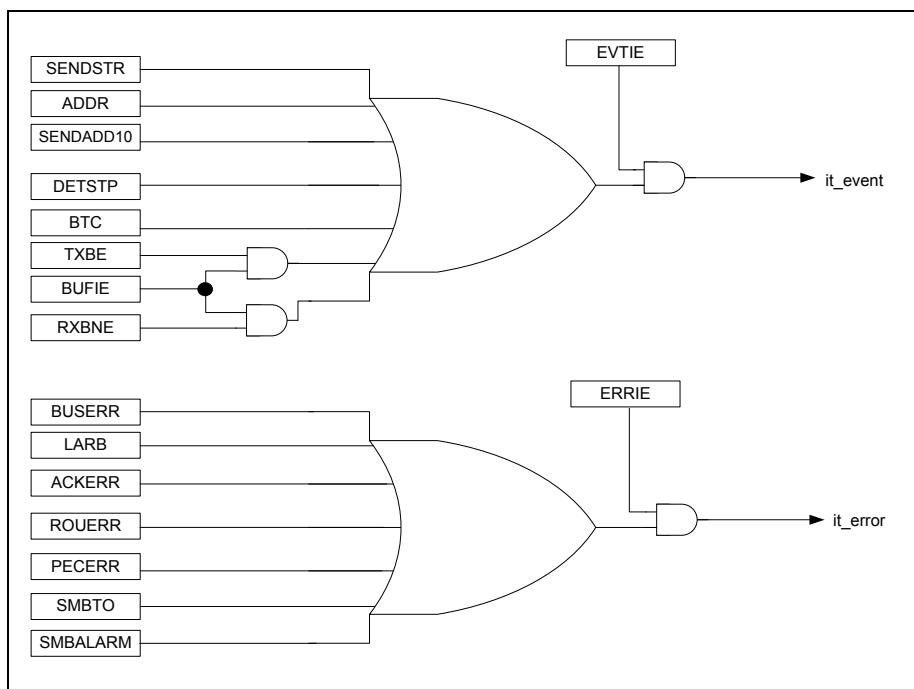 SENDSTR
ADDR
SENDADD10
DETSTP
BTC
TXBE
BUFIE
RXBNE
EVTIE
it_event
BUSERR
LARB
ACKERR
ROUERR
PECERR
SMBTO
SMBALARM
ERRIE
it_error